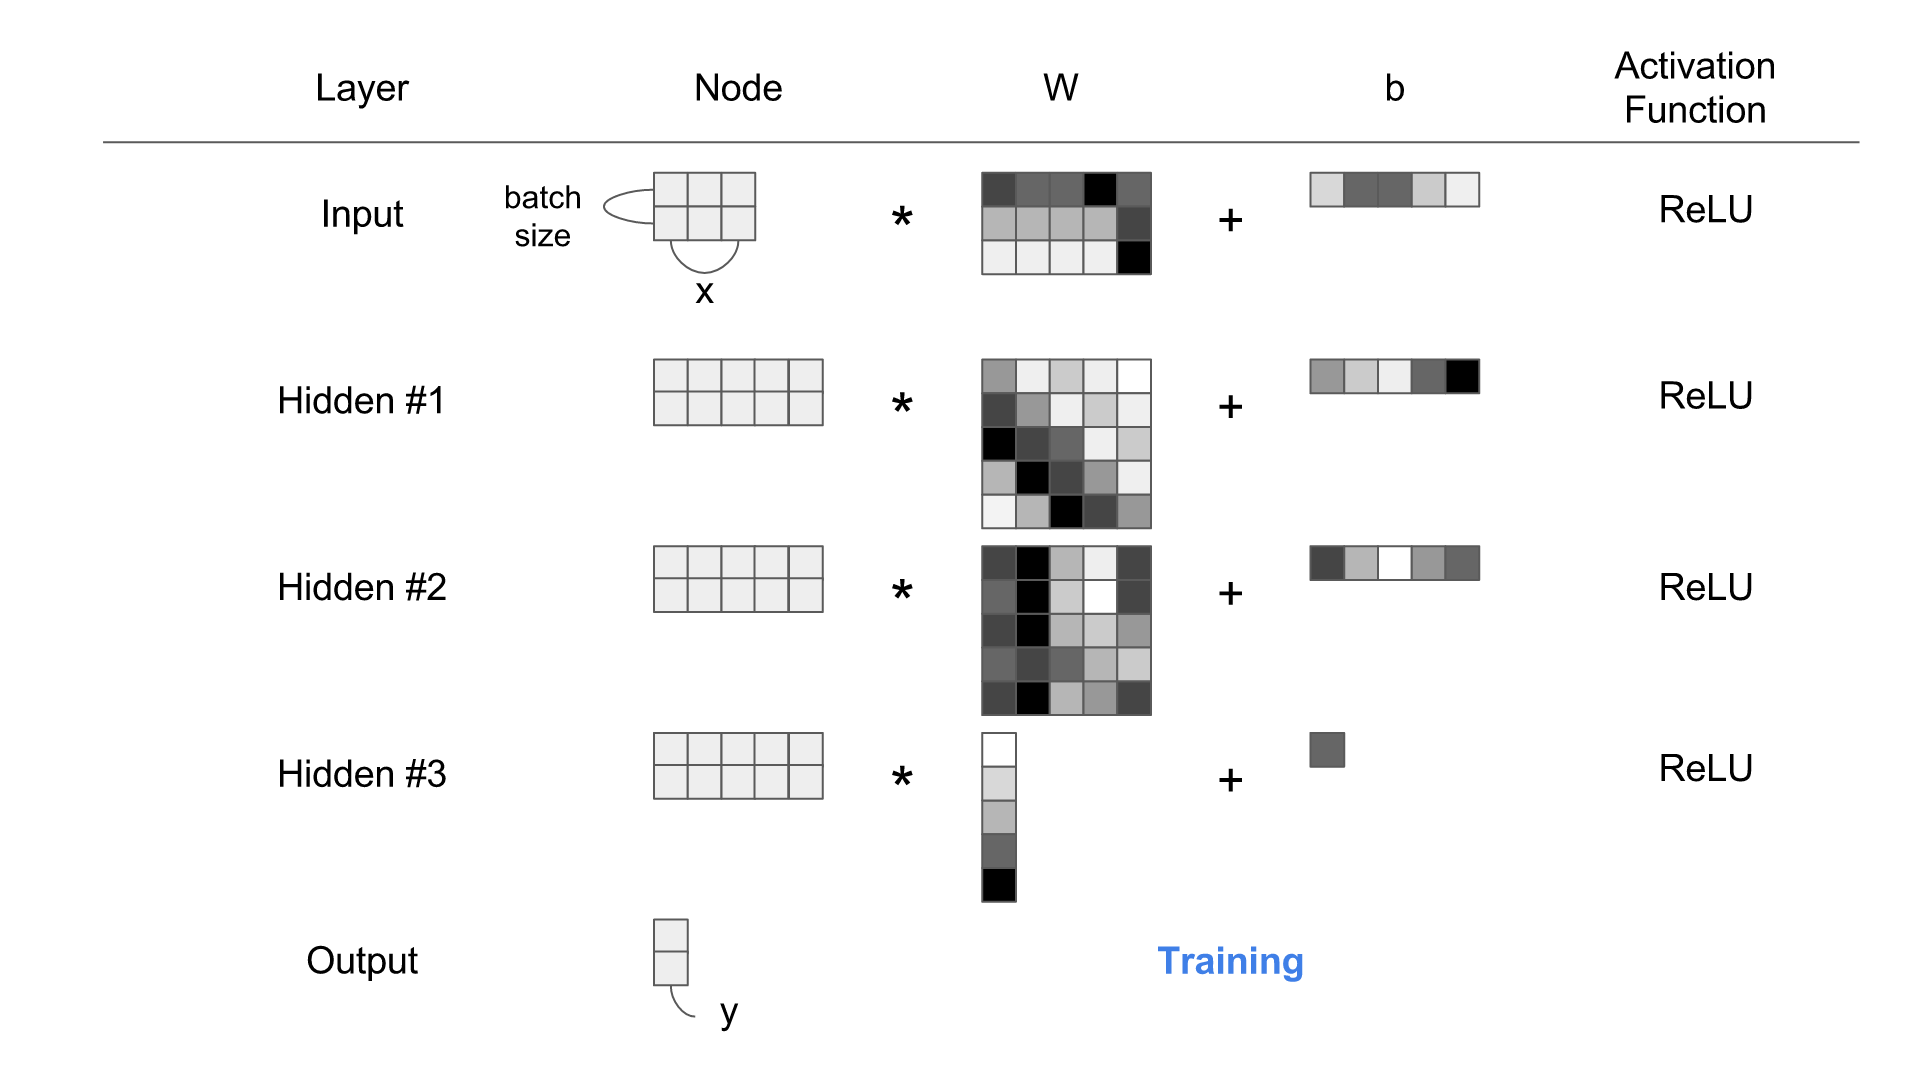 Layer Node W b Activation Function
Input batch size x * + ReLU
Hidden #1 * + ReLU
Hidden #2 * + ReLU
Hidden #3 * + ReLU
Output y Training